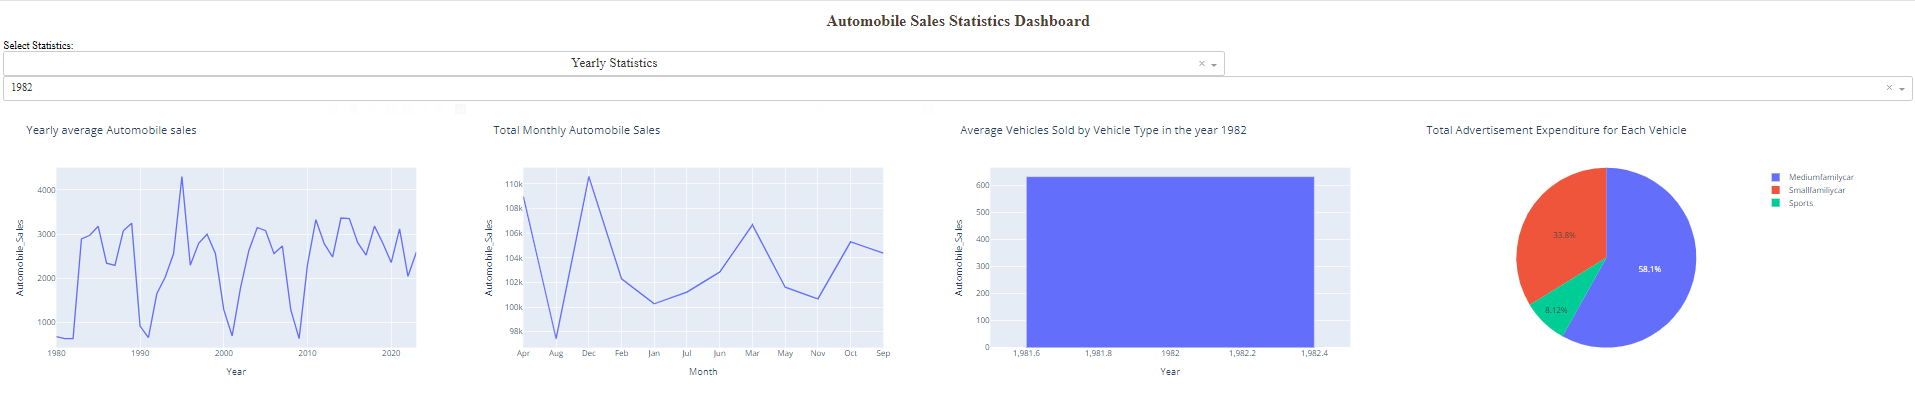 Automobile Sales Statistics Dashboard
Select Statistics:
Yearly Statistics
×
1982
×
Yearly average Automobile sales
Automobile_Sales
4000
3000
2000
1000
1980 1990 2000 2010 2020
Year
Total Monthly Automobile Sales
Automobile_Sales
110k
108k
106k
104k
102k
100k
98k
Apr Aug Dec Feb Jan Jul Jun Mar May Nov Oct Sep
Month
Average Vehicles Sold by Vehicle Type in the year 1982
Automobile_Sales
600
500
400
300
200
100
0
1,981.6 1,981.8 1982 1,982.2 1,982.4
Year
Total Advertisement Expenditure for Each Vehicle
33.8%
58.1%
8.12%
Mediumfamilycar
Smallfamiliycar
Sports